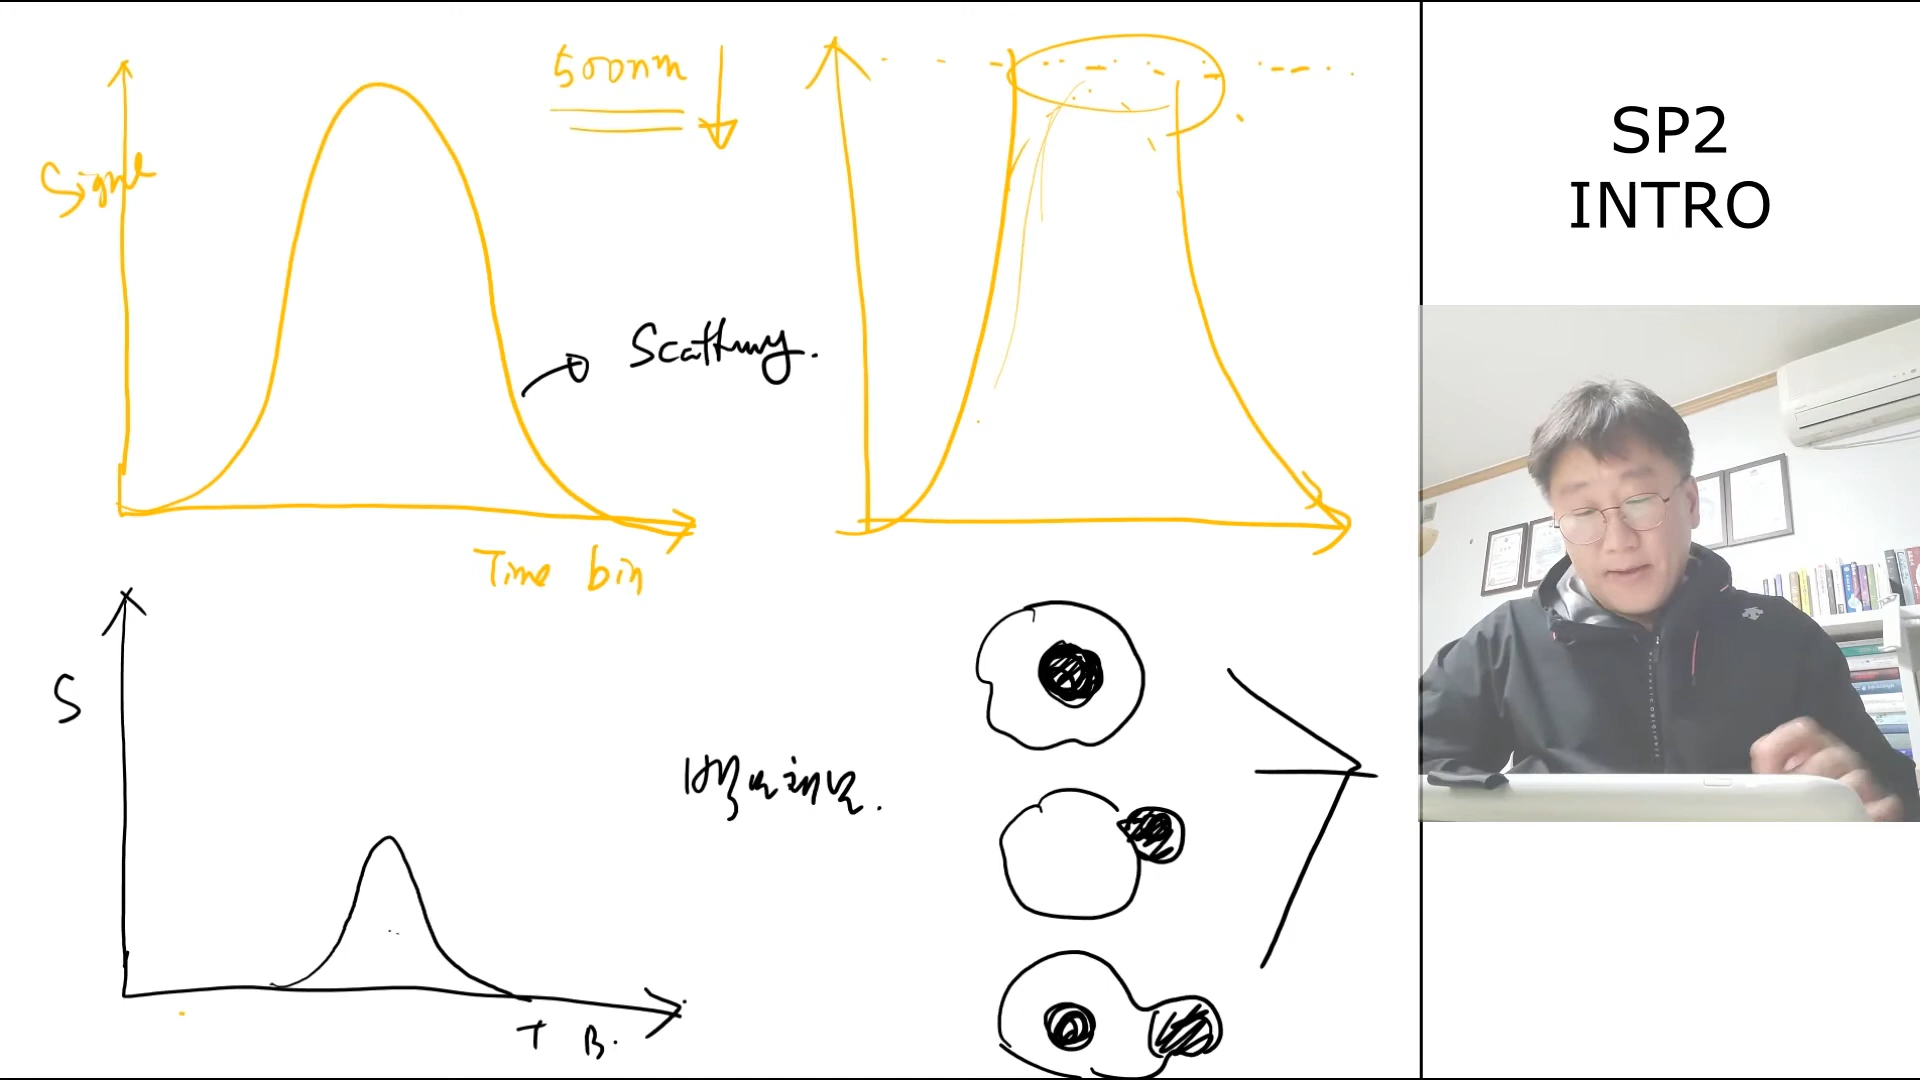 500nm
Signal
Scattering.
Time bin
S
T B.
SP2
INTRO